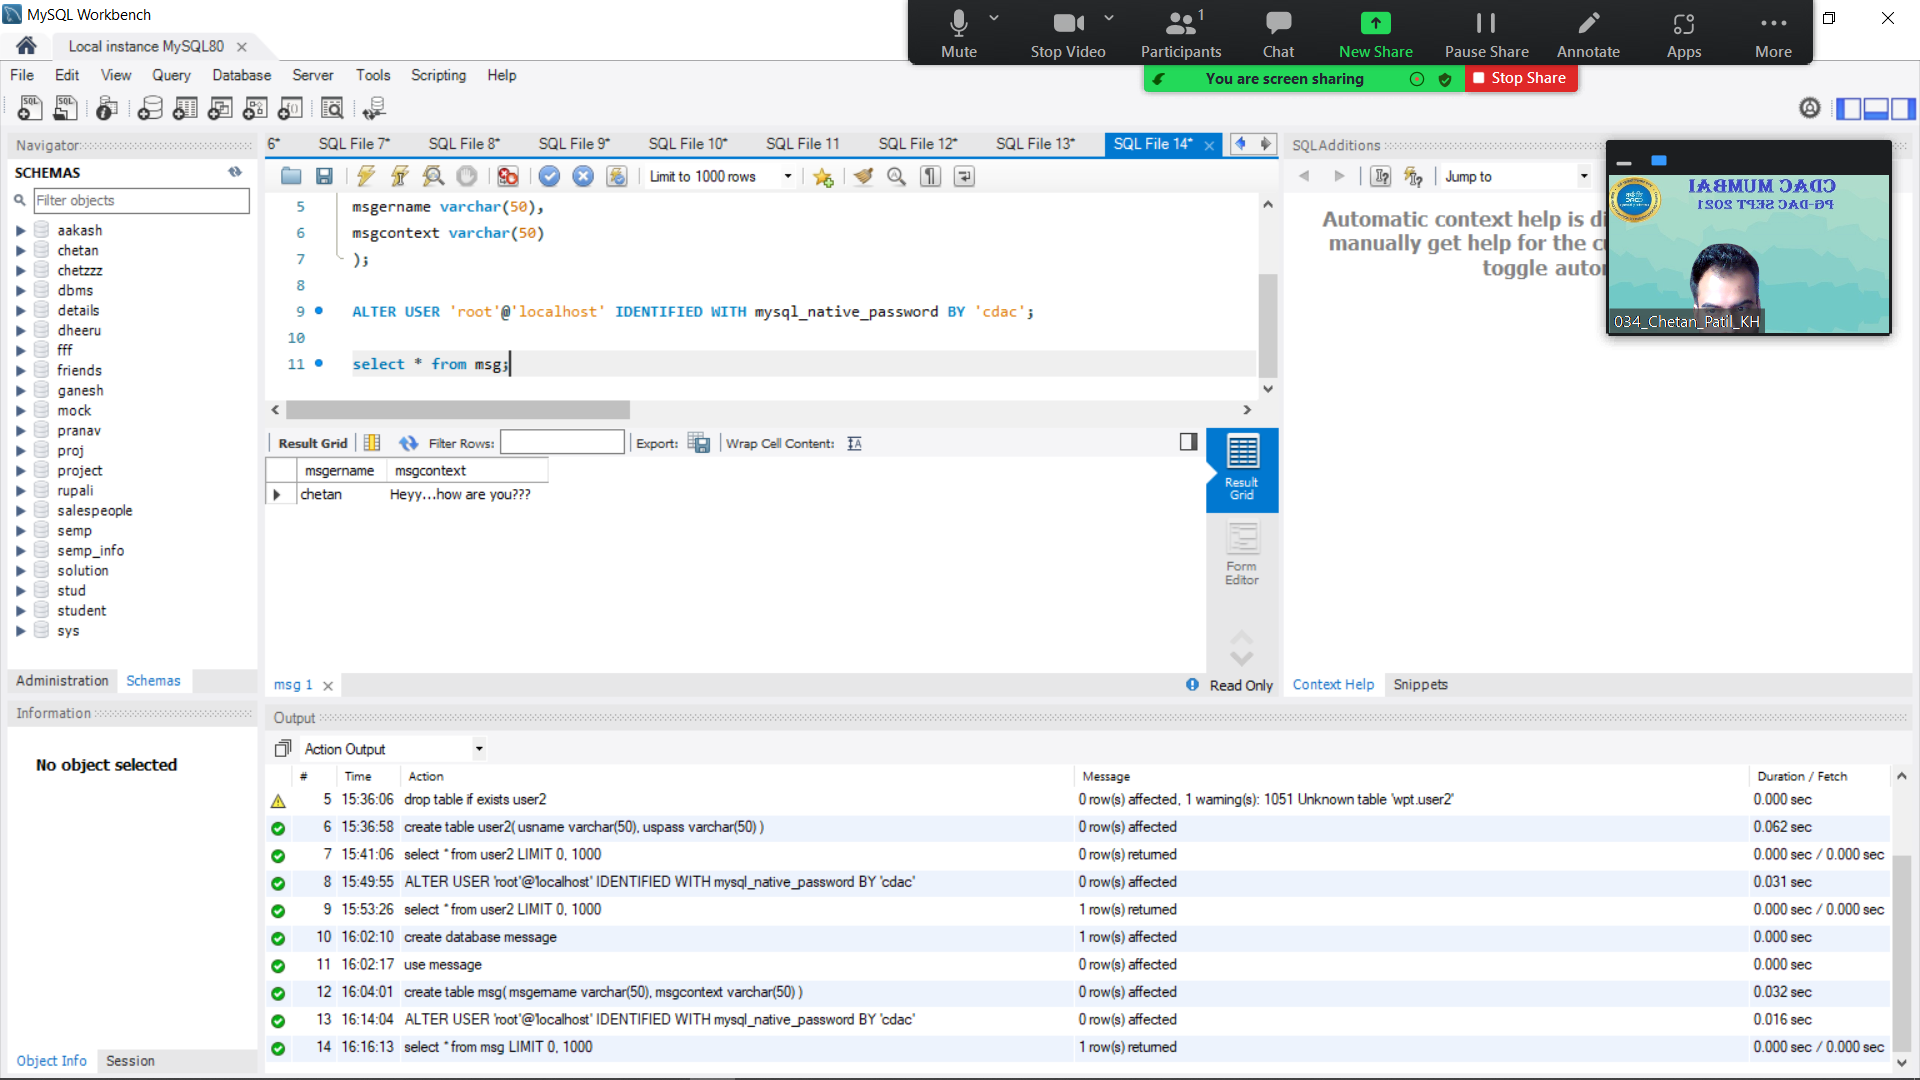 MySQL Workbench
Mute
Stop Video
Participants
1
Chat
New Share
Pause Share
Annotate
Apps
More
You are screen sharing
Stop Share
Local instance MySQL80
File Edit View Query Database Server Tools Scripting Help
Navigator
SCHEMAS
Filter objects
aakash
chetan
chetzzz
dbms
details
dheeru
fff
friends
ganesh
mock
pranav
proj
project
rupali
salespeople
semp
semp_info
solution
stud
student
sys
Administration Schemas
Information
No object selected
Object Info Session
6* SQL File 7* SQL File 8* SQL File 9* SQL File 10* SQL File 11 SQL File 12* SQL File 13* SQL File 14*
Limit to 1000 rows
5 msgername varchar(50),
6 msgcontext varchar(50)
7 );
8
9 ALTER USER 'root'@'localhost' IDENTIFIED WITH mysql_native_password BY 'cdac';
10
11 select * from msg;
Result Grid Filter Rows: Export: Wrap Cell Content:
msgername msgcontext
chetan Heyy...how are you???
Result Grid
Form Editor
msg 1
Read Only
SQLAdditions
Jump to
Automatic context help is di
manually get help for the cu
toggle autor
CDAC MUMBAI
PG-DAC SEPT 2021
034_Chetan_Patil_KH
Context Help Snippets
Output
Action Output
# Time Action Message Duration / Fetch
5 15:36:06 drop table if exists user2 0 row(s) affected, 1 warning(s): 1051 Unknown table 'wpt.user2' 0.000 sec
6 15:36:58 create table user2( usname varchar(50), uspass varchar(50) ) 0 row(s) affected 0.062 sec
7 15:41:06 select * from user2 LIMIT 0, 1000 0 row(s) returned 0.000 sec / 0.000 sec
8 15:49:55 ALTER USER 'root'@'localhost' IDENTIFIED WITH mysql_native_password BY 'cdac' 0 row(s) affected 0.031 sec
9 15:53:26 select * from user2 LIMIT 0, 1000 1 row(s) returned 0.000 sec / 0.000 sec
10 16:02:10 create database message 1 row(s) affected 0.000 sec
11 16:02:17 use message 0 row(s) affected 0.000 sec
12 16:04:01 create table msg( msgername varchar(50), msgcontext varchar(50) ) 0 row(s) affected 0.032 sec
13 16:14:04 ALTER USER 'root'@'localhost' IDENTIFIED WITH mysql_native_password BY 'cdac' 0 row(s) affected 0.016 sec
14 16:16:13 select * from msg LIMIT 0, 1000 1 row(s) returned 0.000 sec / 0.000 sec